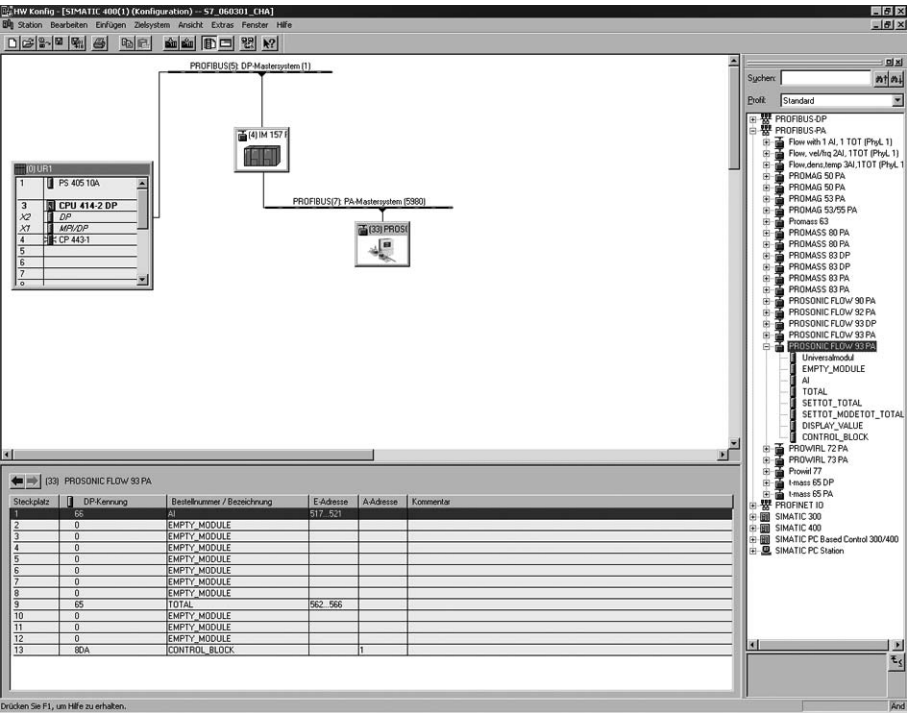 HW Konfig - [SIMATIC 400(1) (Konfiguration) -- S7_060301_CHA]
Station Bearbeiten Einfügen Zielsystem Ansicht Extras Fenster Hilfe
PROFIBUS(5): DP-Mastersystem (1)
(4) IM 157 F
(0) UR1
1 PS 405 10A
3 CPU 414-2 DP
X2 DP
X1 MPI/DP
4 CP 443-1
5
6
7
PROFIBUS(7): PA-Mastersystem (5980)
(33) PROSO
Suchen:
Profil: Standard
PROFIBUS-DP
PROFIBUS-PA
Flow with 1 AI, 1 TOT (PhyL 1)
Flow, vel/frq 2AI, 1TOT (PhyL 1)
Flow,dens,temp 3AI,1TOT (PhyL 1
PROMAG 50 PA
PROMAG 50 PA
PROMAG 53 PA
PROMAG 53/55 PA
Promass 63
PROMASS 80 PA
PROMASS 80 PA
PROMASS 83 DP
PROMASS 83 DP
PROMASS 83 PA
PROMASS 83 PA
PROSONIC FLOW 90 PA
PROSONIC FLOW 92 PA
PROSONIC FLOW 93 DP
PROSONIC FLOW 93 PA
PROSONIC FLOW 93 PA
Universalmodul
EMPTY_MODULE
AI
TOTAL
SETTOT_TOTAL
SETTOT_MODETOT_TOTAL
DISPLAY_VALUE
CONTROL_BLOCK
PROWIRL 72 PA
PROWIRL 73 PA
Prowirl 77
t-mass 65 DP
t-mass 65 PA
PROFINET IO
SIMATIC 300
SIMATIC 400
SIMATIC PC Based Control 300/400
SIMATIC PC Station
(33) PROSONIC FLOW 93 PA
Steckplatz DP-Kennung Bestellnummer / Bezeichnung E-Adresse A-Adresse Kommentar
1 66 AI 517...521
2 0 EMPTY_MODULE
3 0 EMPTY_MODULE
4 0 EMPTY_MODULE
5 0 EMPTY_MODULE
6 0 EMPTY_MODULE
7 0 EMPTY_MODULE
8 0 EMPTY_MODULE
9 65 TOTAL 562...566
10 0 EMPTY_MODULE
11 0 EMPTY_MODULE
12 0 EMPTY_MODULE
13 8DA CONTROL_BLOCK 1
Drücken Sie F1, um Hilfe zu erhalten.
Änd